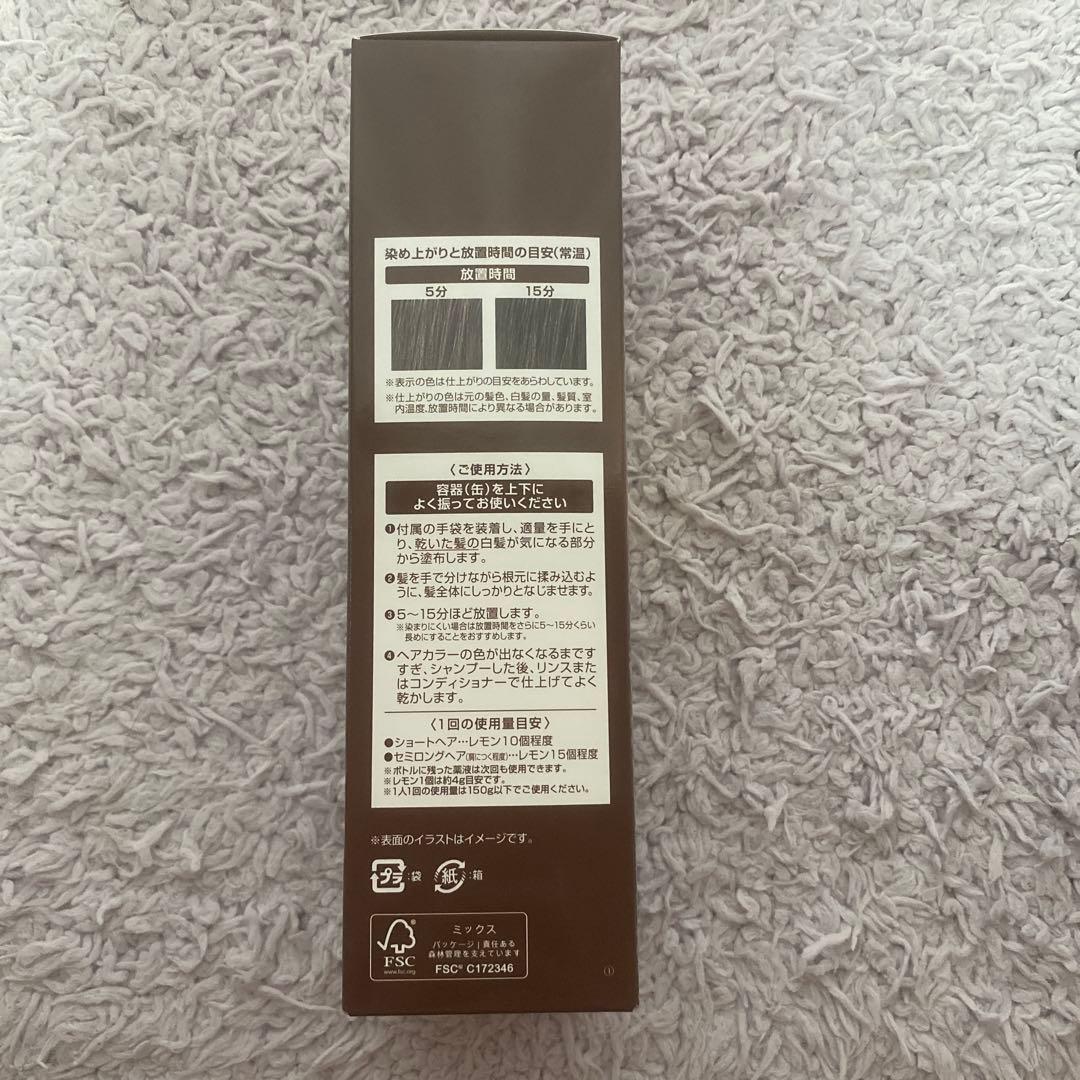 染め上がりと放置時間の目安(常温)
放置時間
5分 15分
※表示の色は仕上がりの目安をあらわしています。
※仕上がりの色は元の髪色、白髪の量、髪質、室
内温度、放置時間により異なる場合があります。
〈ご使用方法〉
容器(缶)を上下に
よく振ってお使いください
❶付属の手袋を装着し、適量を手にと
り、乾いた髪の白髪が気になる部分
から塗布します。
❷髪を手で分けながら根元に揉み込むよ
うに、髪全体にしっかりとなじませます。
❸5〜15分ほど放置します。
※染まりにくい場合は放置時間をさらに5〜15分くらい
長めにすることをおすすめします。
❹ヘアカラーの色が出なくなるまです
すぎ、シャンプーした後、リンスまた
はコンディショナーで仕上げてよく
乾かします。
〈1回の使用量目安〉
●ショートヘア…レモン10個程度
●セミロングヘア(肩につく程度)…レモン15個程度
※ボトルに残った薬液は次回も使用できます。
※レモン1個は約4g目安です。
※1人1回の使用量は150g以下でご使用ください。
※表面のイラストはイメージです。
プラ:袋 紙:箱
ミックス
パッケージ|責任ある
森林管理を支えています
FSC® C172346
FSC
www.fsc.org
①